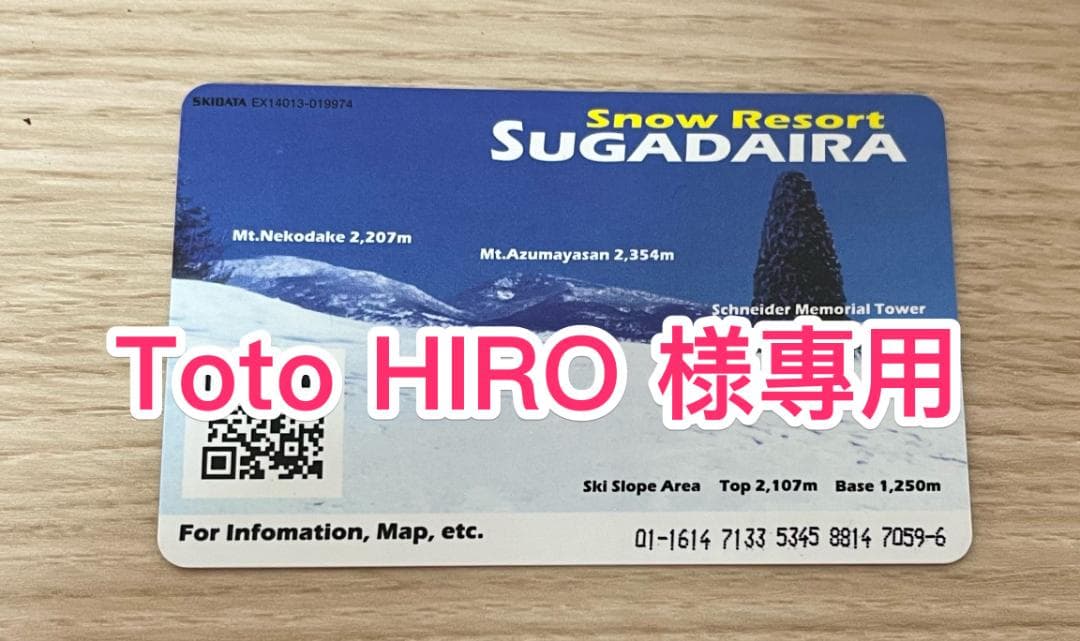 SKIDATA EX14013-019974
Snow Resort
SUGADAIRA
Mt.Nekodake 2,207m
Mt.Azumayasan 2,354m
Schneider Memorial Tower
Toto HIRO 様専用
Ski Slope Area Top 2,107m Base 1,250m
For Infomation, Map, etc.
01-1614 7133 5345 8814 7059-6